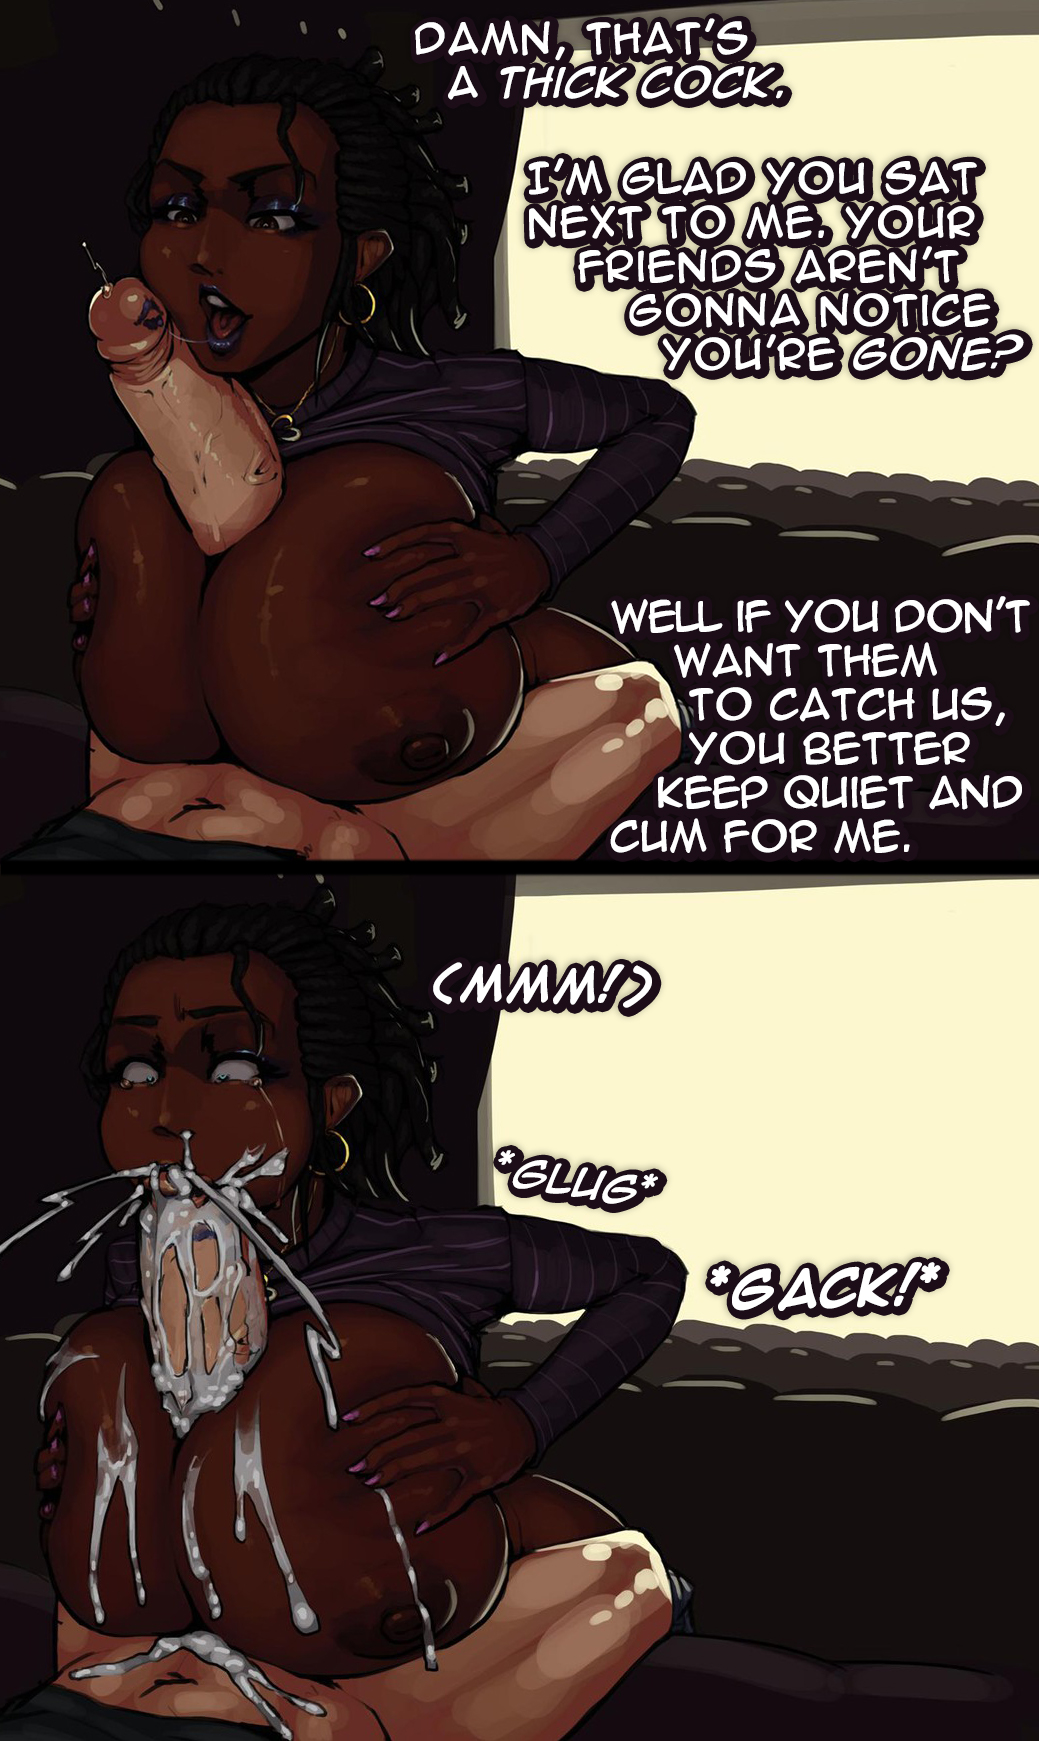 DAMN, THAT'S
A THICK COCK.
I'M GLAD YOU SAT
NEXT TO ME. YOUR
FRIENDS AREN'T
GONNA NOTICE
YOU'RE GONE?
WELL IF YOU DON'T
WANT THEM
TO CATCH US,
YOU BETTER
KEEP QUIET AND
CUM FOR ME.
(MMM!)
*GLUG*
*GACK!*